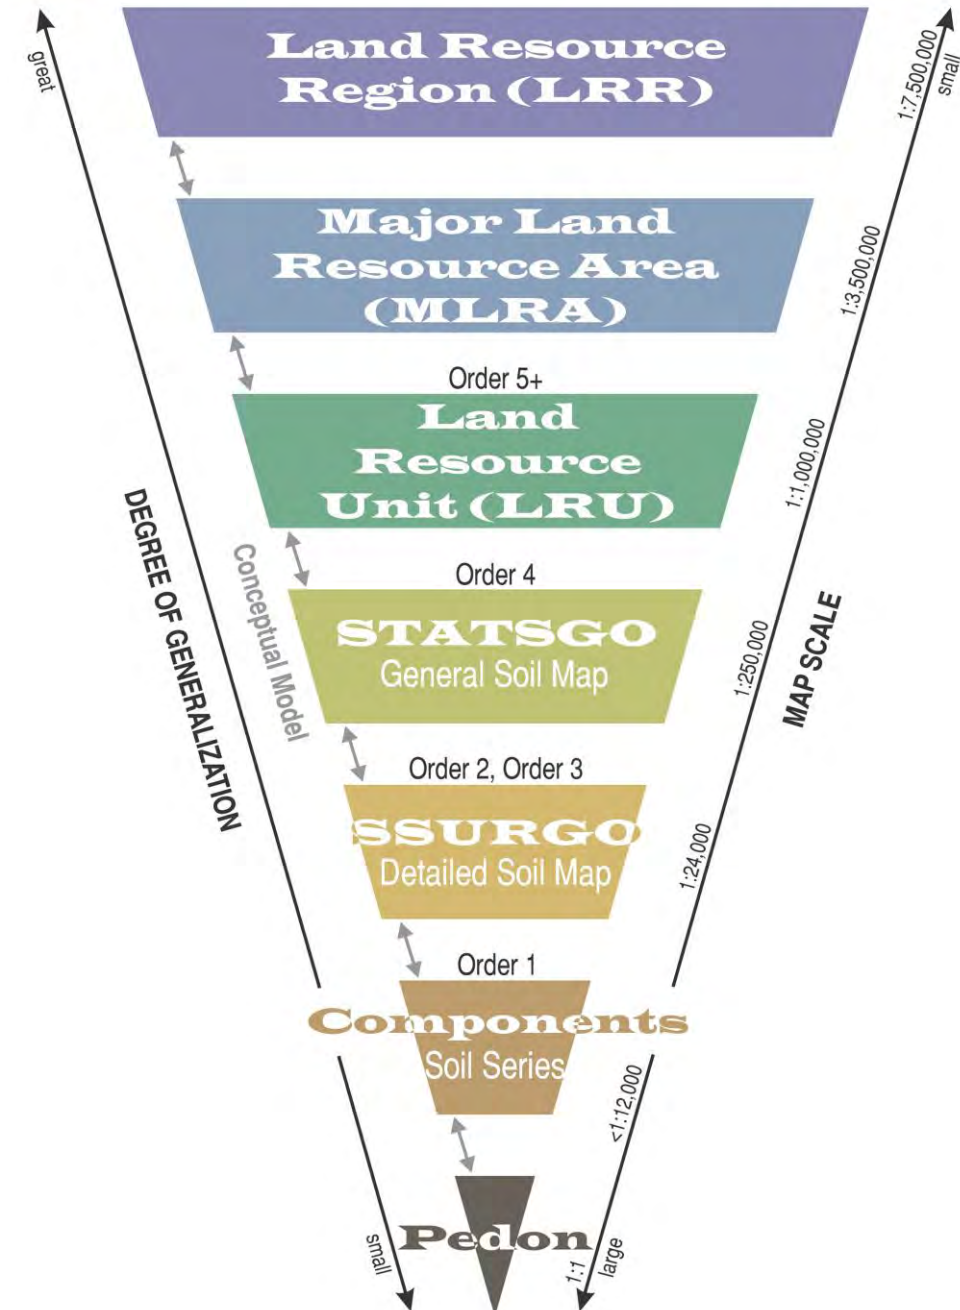 great
1:7,500,000
small
Land Resource
Region (LRR)
Major Land
Resource Area
(MLRA)
1:3,500,000
Order 5+
Land
Resource
Unit (LRU)
1:1,000,000
DEGREE OF GENERALIZATION
Conceptual Model
MAP SCALE
Order 4
STATSGO
General Soil Map
1:250,000
Order 2, Order 3
SSURGO
Detailed Soil Map
1:24,000
Order 1
Components
Soil Series
<1:12,000
Pedon
small
1:1
large